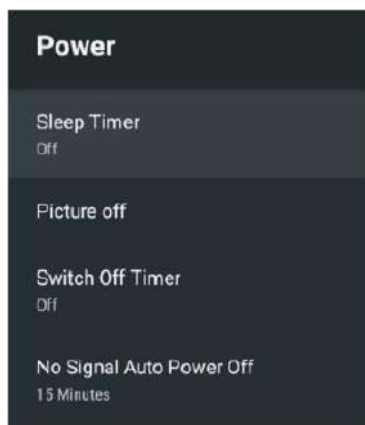 Power
Sleep Timer
Off
Picture off
Switch Off Timer
Off
No Signal Auto Power Off
15 Minutes